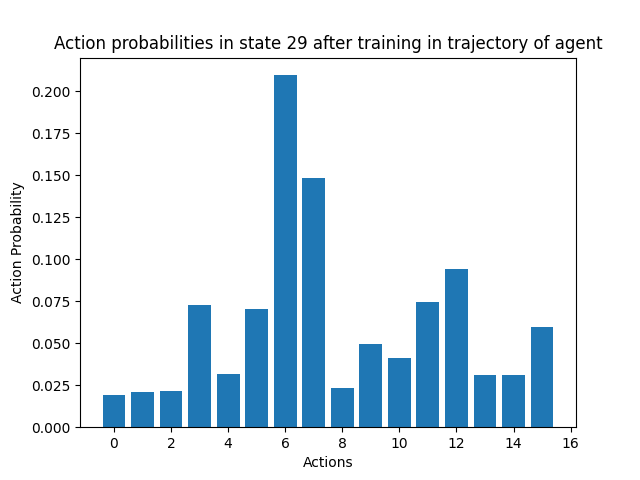 Action probabilities in state 29 after training in trajectory of agent
0.200
0.175
0.150
0.125
0.100
0.075
0.050
0.025
0.000
Action Probability
0 2 4 6 8 10 12 14 16
Actions